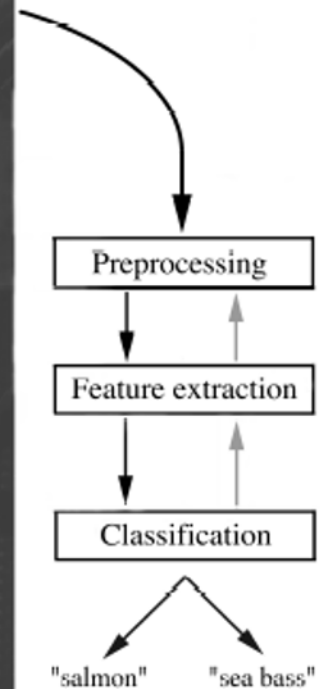 Preprocessing
Feature extraction
Classification
"salmon" "sea bass"